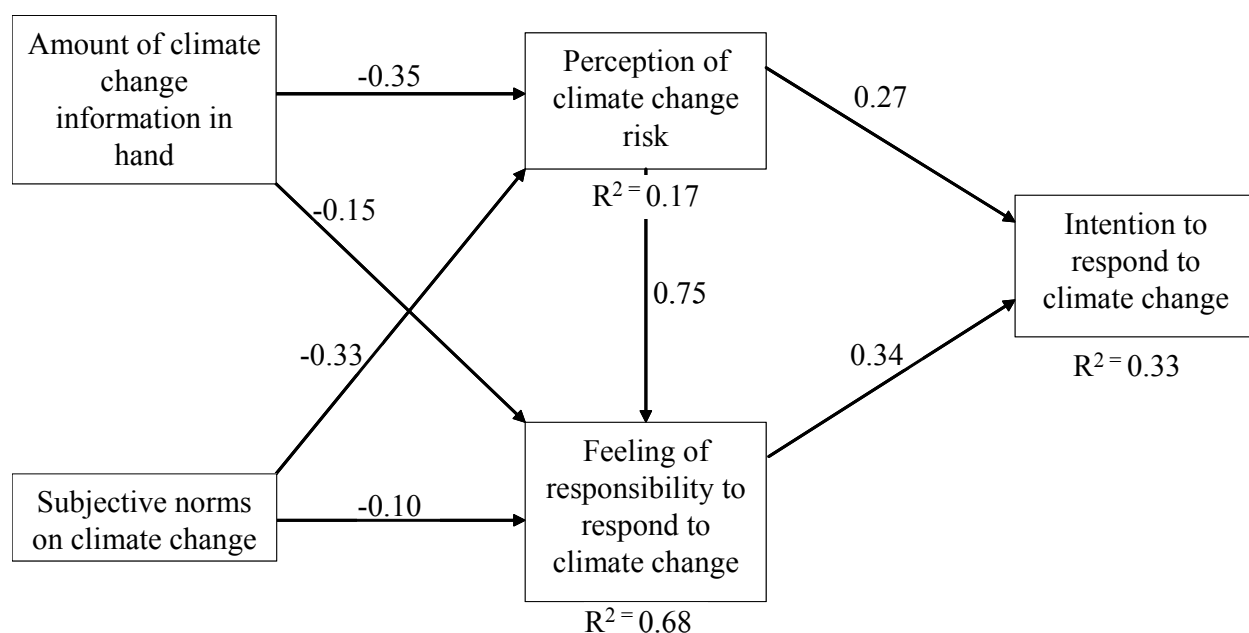 Amount of climate
change
information in
hand
-0.35
Perception of
climate change
risk
R² = 0.17
0.27
-0.15
-0.33
0.75
Intention to
respond to
climate change
R² = 0.33
0.34
Subjective norms
on climate change
-0.10
Feeling of
responsibility to
respond to
climate change
R² = 0.68